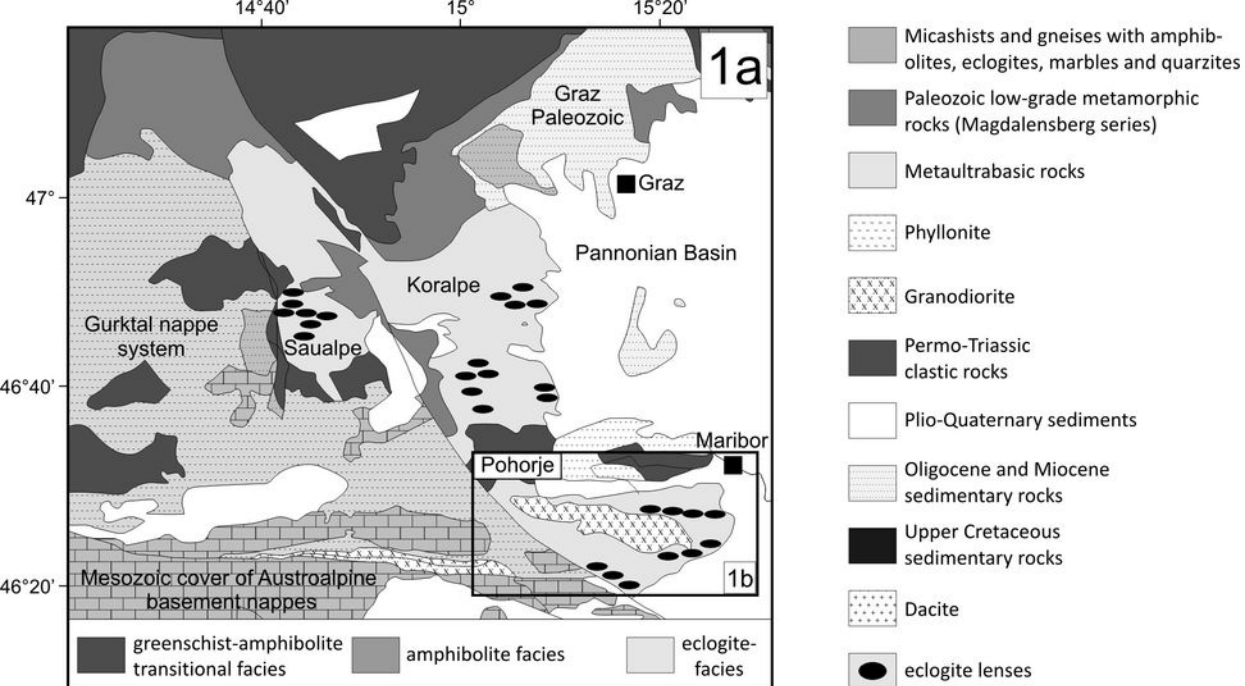 14°40'
15°
15°20'
1a
Graz
Paleozoic
47°
Graz
Pannonian Basin
Koralpe
Gurktal nappe
system
Saualpe
46°40'
Maribor
Pohorje
1b
46°20'
Mesozoic cover of Austroalpine
basement nappes
greenschist-amphibolite
transitional facies
amphibolite facies
eclogite-
facies
Micashists and gneises with amphib-
olites, eclogites, marbles and quarzites
Paleozoic low-grade metamorphic
rocks (Magdalensberg series)
Metaultrabasic rocks
Phyllonite
Granodiorite
Permo-Triassic
clastic rocks
Plio-Quaternary sediments
Oligocene and Miocene
sedimentary rocks
Upper Cretaceous
sedimentary rocks
Dacite
eclogite lenses